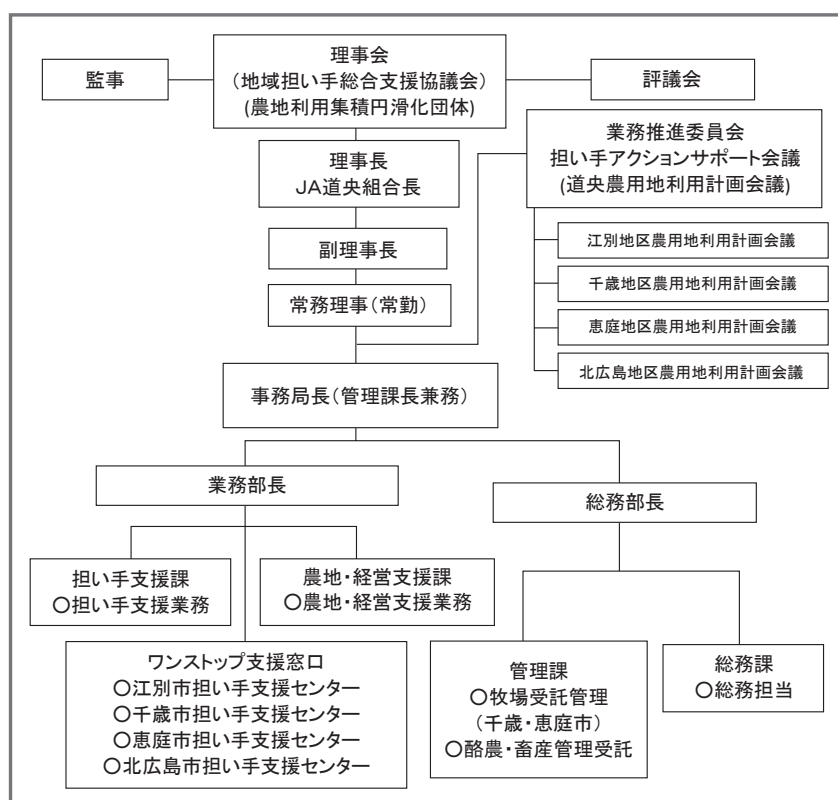 監事
理事会
（地域担い手総合支援協議会）
(農地利用集積円滑化団体)
評議会
理事長
ＪＡ道央組合長
業務推進委員会
担い手アクションサポート会議
(道央農用地利用計画会議)
副理事長
江別地区農用地利用計画会議
千歳地区農用地利用計画会議
恵庭地区農用地利用計画会議
北広島地区農用地利用計画会議
常務理事（常勤）
事務局長（管理課長兼務）
業務部長
総務部長
担い手支援課
○担い手支援業務
農地・経営支援課
○農地・経営支援業務
ワンストップ支援窓口
○江別市担い手支援センター
○千歳市担い手支援センター
○恵庭市担い手支援センター
○北広島市担い手支援センター
管理課
○牧場受託管理
（千歳・恵庭市）
○酪農・畜産管理受託
総務課
○総務担当